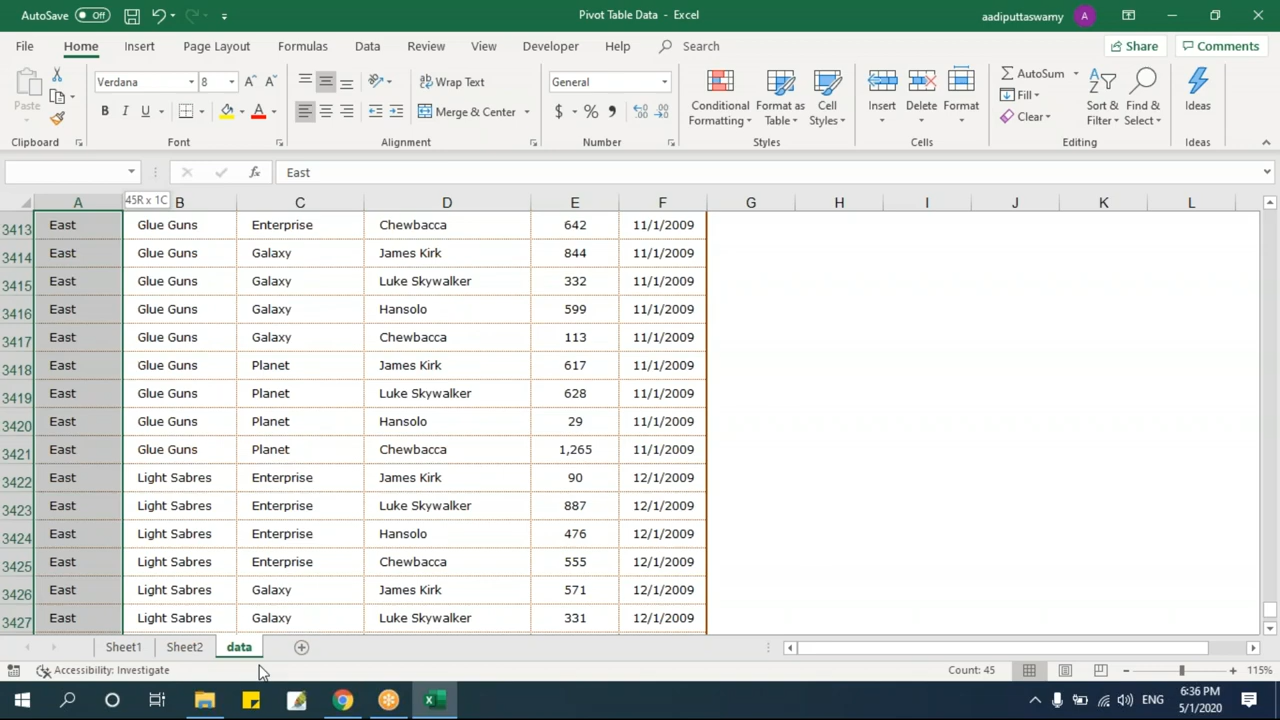 AutoSave Off Pivot Table Data - Excel aadiputtaswamy A
File Home Insert Page Layout Formulas Data Review View Developer Help Search Share Comments
Paste Verdana 8 B I U Wrap Text Merge & Center General $ % Conditional Formatting Format as Table Cell Styles Insert Delete Format AutoSum Fill Clear Sort & Filter Find & Select Ideas
Clipboard Font Alignment Number Styles Cells Editing Ideas
fx East
A 45R x 1C B C D E F G H I J K L
3413 East Glue Guns Enterprise Chewbacca 642 11/1/2009
3414 East Glue Guns Galaxy James Kirk 844 11/1/2009
3415 East Glue Guns Galaxy Luke Skywalker 332 11/1/2009
3416 East Glue Guns Galaxy Hansolo 599 11/1/2009
3417 East Glue Guns Galaxy Chewbacca 113 11/1/2009
3418 East Glue Guns Planet James Kirk 617 11/1/2009
3419 East Glue Guns Planet Luke Skywalker 628 11/1/2009
3420 East Glue Guns Planet Hansolo 29 11/1/2009
3421 East Glue Guns Planet Chewbacca 1,265 11/1/2009
3422 East Light Sabres Enterprise James Kirk 90 12/1/2009
3423 East Light Sabres Enterprise Luke Skywalker 887 12/1/2009
3424 East Light Sabres Enterprise Hansolo 476 12/1/2009
3425 East Light Sabres Enterprise Chewbacca 555 12/1/2009
3426 East Light Sabres Galaxy James Kirk 571 12/1/2009
3427 East Light Sabres Galaxy Luke Skywalker 331 12/1/2009
Sheet1 Sheet2 data
Accessibility: Investigate Count: 45 115%
ENG 6:36 PM
5/1/2020